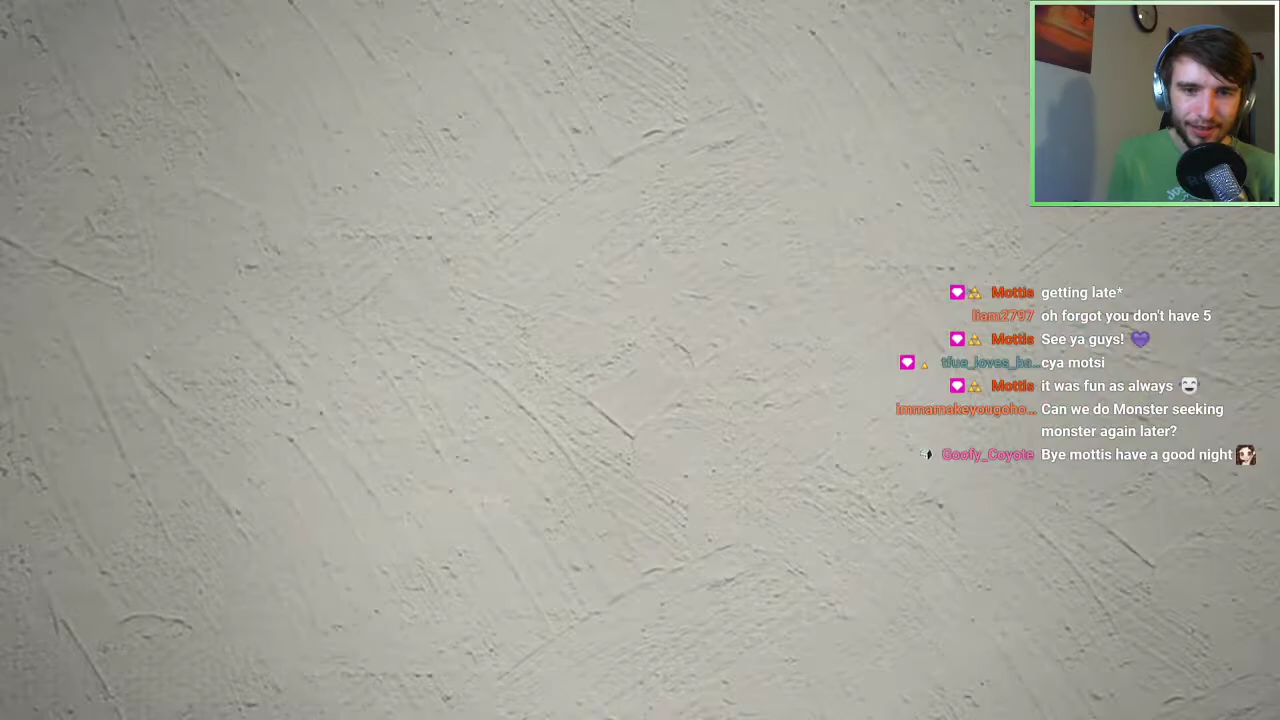 Mottis getting late*
liam2797 oh forgot you don't have 5
Mottis See ya guys!
cya motsi
Mottis it was fun as always
immamakeyougoho... Can we do Monster seeking
monster again later?
Goofy_Coyote Bye mottis have a good night